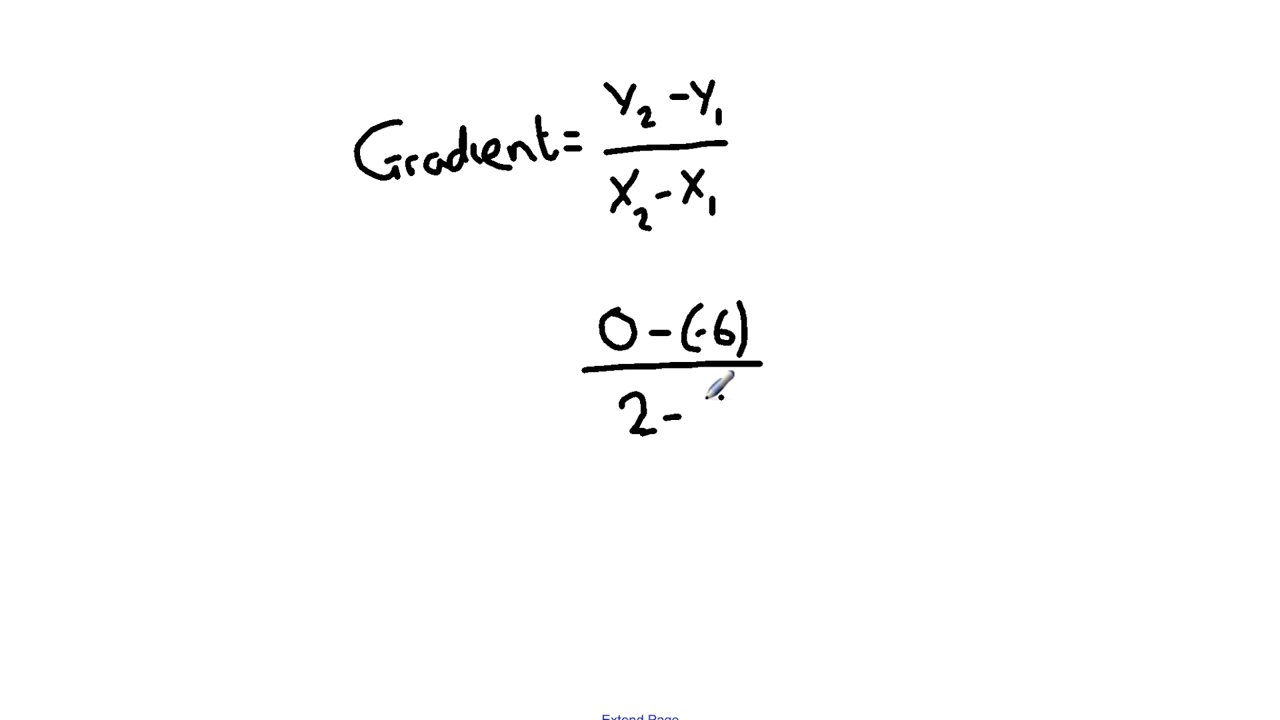 Gradient = Y₂ - Y₁
X₂ - X₁
0 - (-6)
2 -
Extend Page